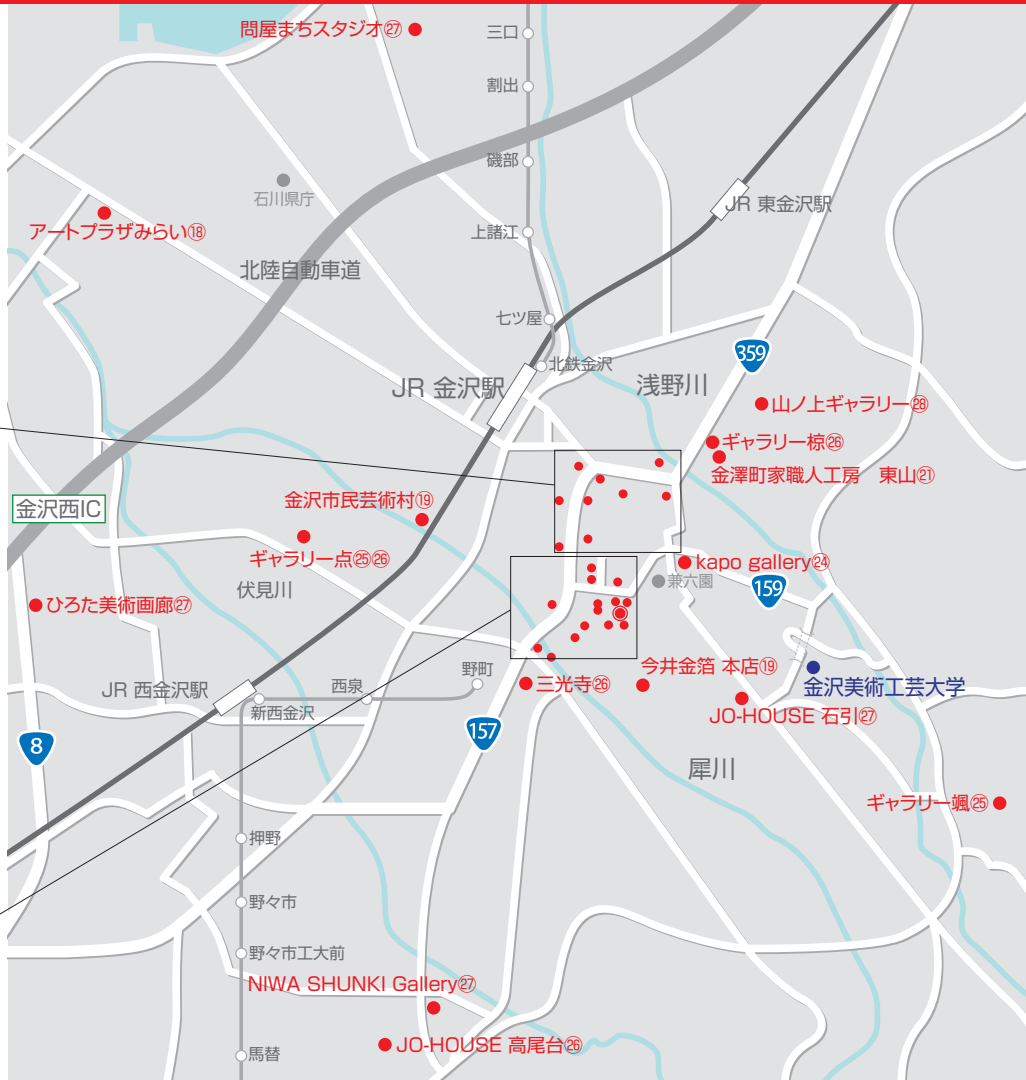 問屋まちスタジオ㉗
三口
割出
磯部
石川県庁
JR 東金沢駅
アートプラザみらい⑱
上諸江
北陸自動車道
七ツ屋
359
北鉄金沢
JR 金沢駅
浅野川
山ノ上ギャラリー㉘
ギャラリー椋㉖
金澤町家職人工房 東山㉑
金沢市民芸術村⑲
金沢西IC
ギャラリー点㉕㉖
kapo gallery㉔
兼六園
伏見川
159
ひろた美術画廊㉗
今井金箔 本店⑲
野町
三光寺㉖
金沢美術工芸大学
JR 西金沢駅
西泉
新西金沢
JO-HOUSE 石引㉗
157
8
犀川
ギャラリー颯㉕
押野
野々市
野々市工大前
NIWA SHUNKI Gallery㉗
JO-HOUSE 高尾台㉖
馬替